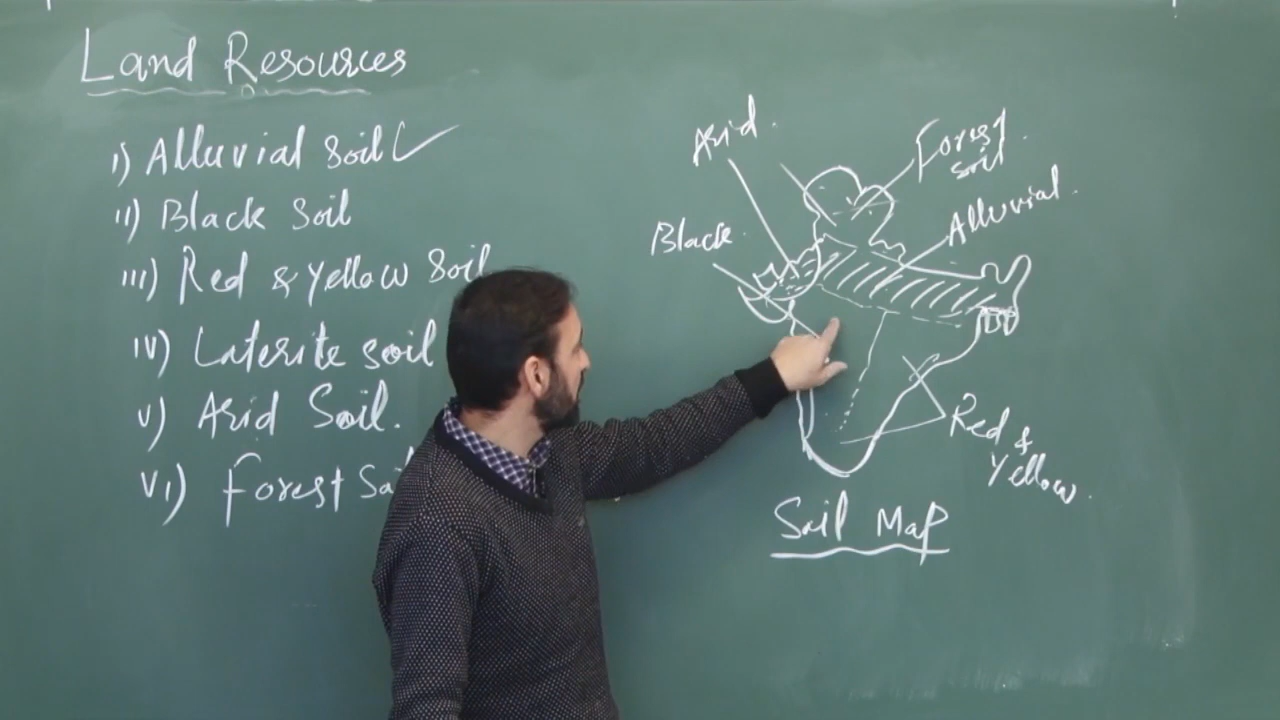 Land Resources
i) Alluvial Soil
ii) Black Soil
iii) Red & Yellow Soil
iv) Laterite Soil
v) Arid Soil.
vi) Forest So
Arid.
Forest
Soil.
Black.
Alluvial.
Red &
Yellow.
Soil Map